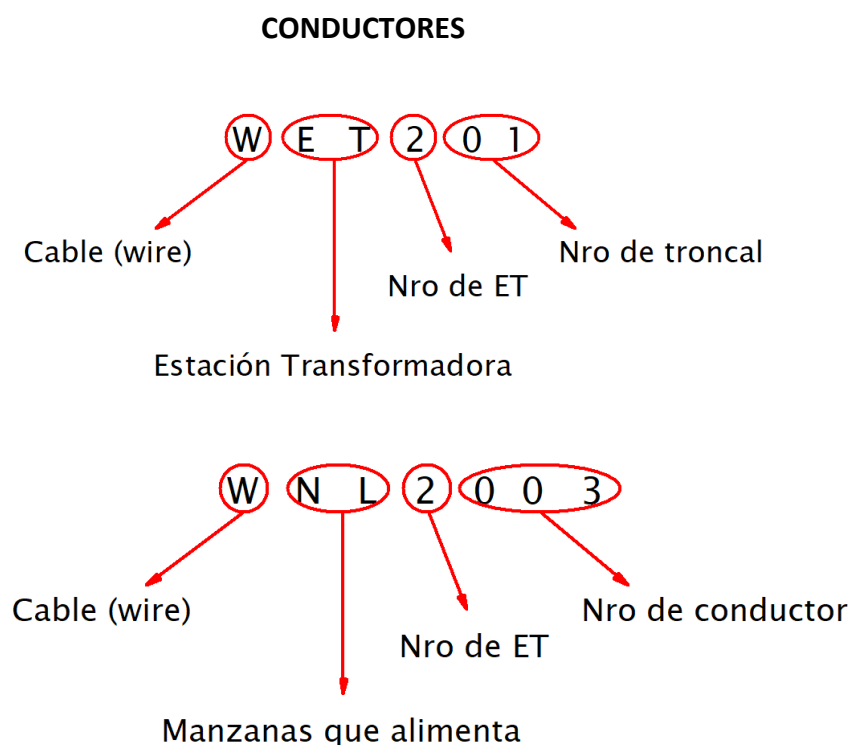 CONDUCTORES
W E T 2 0 1
Cable (wire)
Nro de troncal
Nro de ET
Estación Transformadora
W N L 2 0 0 3
Cable (wire)
Nro de conductor
Nro de ET
Manzanas que alimenta